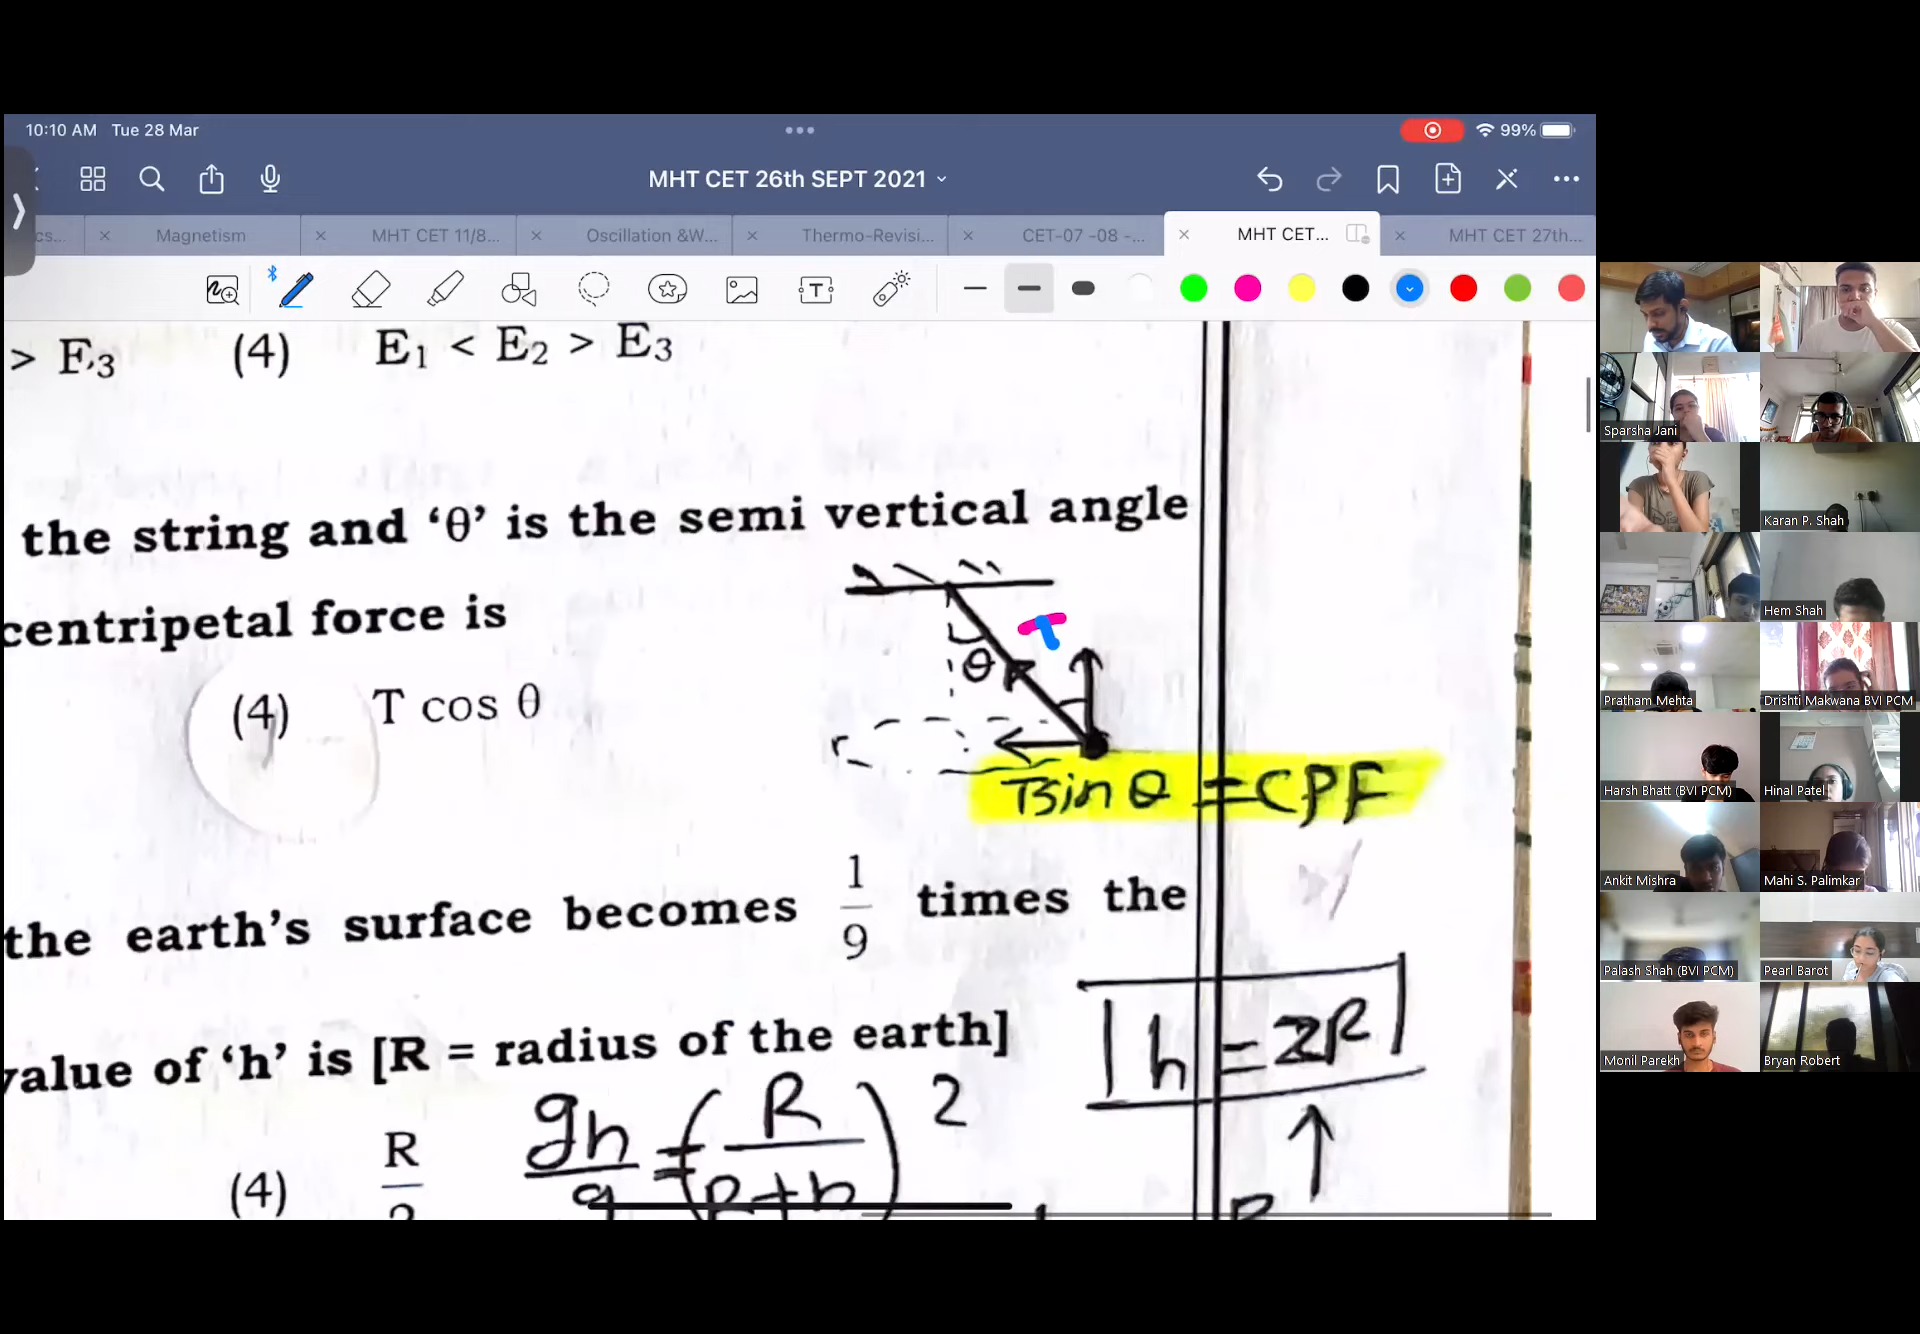 10:10 AM Tue 28 Mar
99%
MHT CET 26th SEPT 2021
cs...
Magnetism
MHT CET 11/8...
Oscillation &W...
Thermo-Revisi...
CET-07 -08 -...
MHT CET...
MHT CET 27th...
> E3 (4) E1 < E2 > E3
the string and ‘θ’ is the semi vertical angle
centripetal force is
T
θ
(4) T cos θ
r
T sin θ = CPF
the earth’s surface becomes 1/9 times the
value of ‘h’ is [R = radius of the earth]
h = 2R
(4) R/2
gh/g = (R/R+h)2
Sparsha Jani
Karan P. Shah
Hem Shah
Pratham Mehta
Drishti Makwana BVI PCM
Harsh Bhatt (BVI PCM)
Hinal Patel
Ankit Mishra
Mahi S. Palimkar
Palash Shah (BVI PCM)
Pearl Barot
Monil Parekh
Bryan Robert